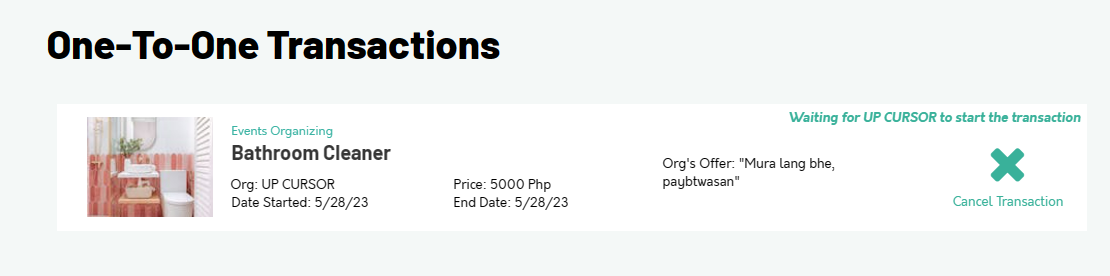 One-To-One Transactions
Waiting for UP CURSOR to start the transaction
Events Organizing
Bathroom Cleaner
Org: UP CURSOR
Date Started: 5/28/23
Price: 5000 Php
End Date: 5/28/23
Org's Offer: "Mura lang bhe,
paybtwasan"
Cancel Transaction